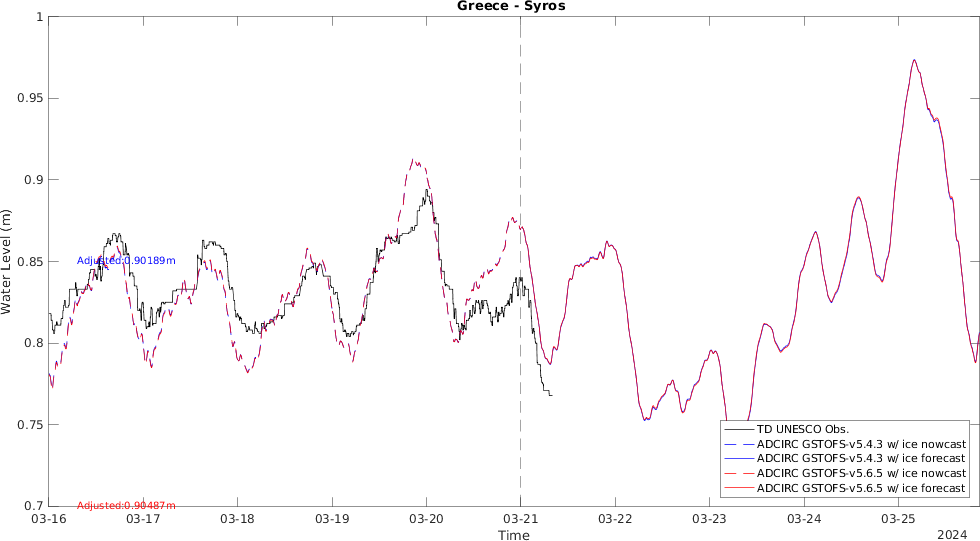 Greece - Syros
1
0.95
0.9
0.85
0.8
0.75
0.7
Water Level (m)
Adjusted:0.90189m
Adjusted:0.90487m
TD UNESCO Obs.
ADCIRC GSTOFS-v5.4.3 w/ ice nowcast
ADCIRC GSTOFS-v5.4.3 w/ ice forecast
ADCIRC GSTOFS-v5.6.5 w/ ice nowcast
ADCIRC GSTOFS-v5.6.5 w/ ice forecast
03-16 03-17 03-18 03-19 03-20 03-21 03-22 03-23 03-24 03-25
Time
2024